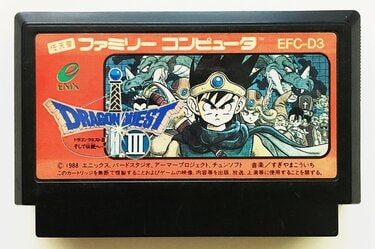 任天堂 ファミリー コンピュータ™ EFC-D3
ENIX
DRAGON QUEST
III
ドラゴンクエストⅢ
そして伝説へ…
© 1988 エニックス, バードスタジオ, アーマープロジェクト, チュンソフト 音楽/すぎやまこういち
このカートリッジを無断で複製することおよびゲームの映像、内容等を出版、放送、上演等に使用することを禁ずる。